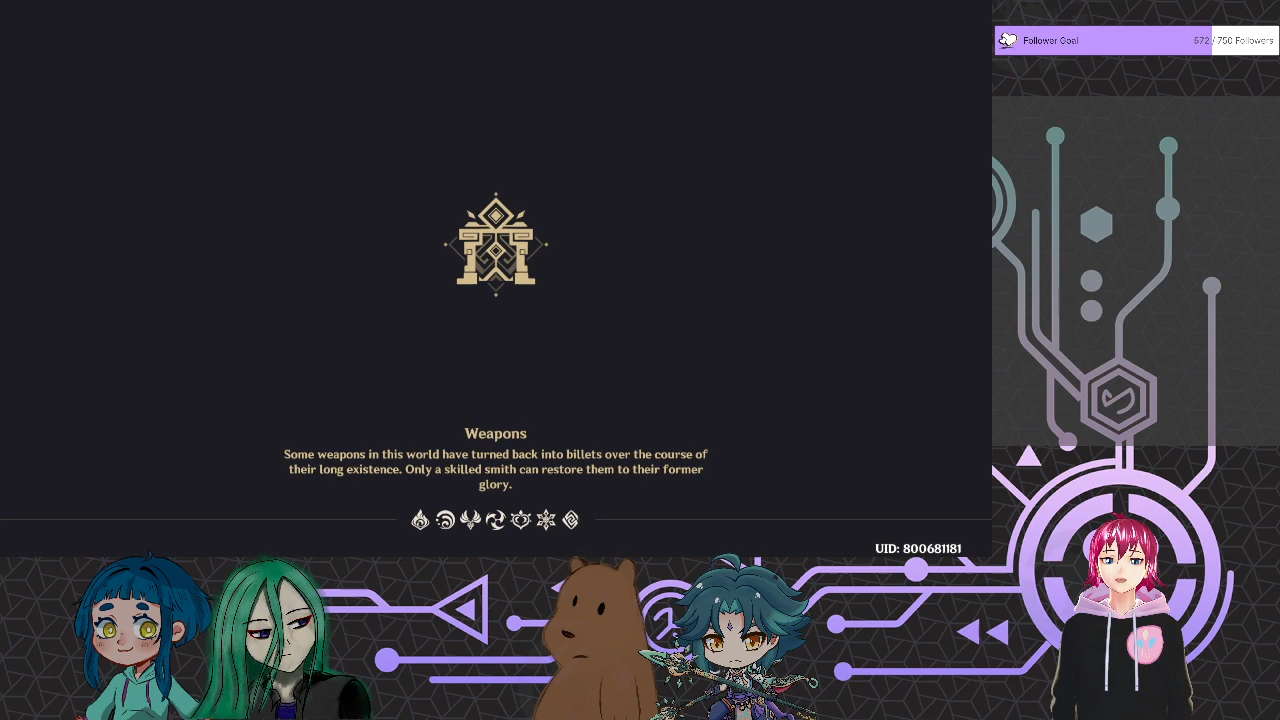 Follower Goal
572 / 750 Followers
Weapons
Some weapons in this world have turned back into billets over the course of
their long existence. Only a skilled smith can restore them to their former
glory.
UID: 800681181